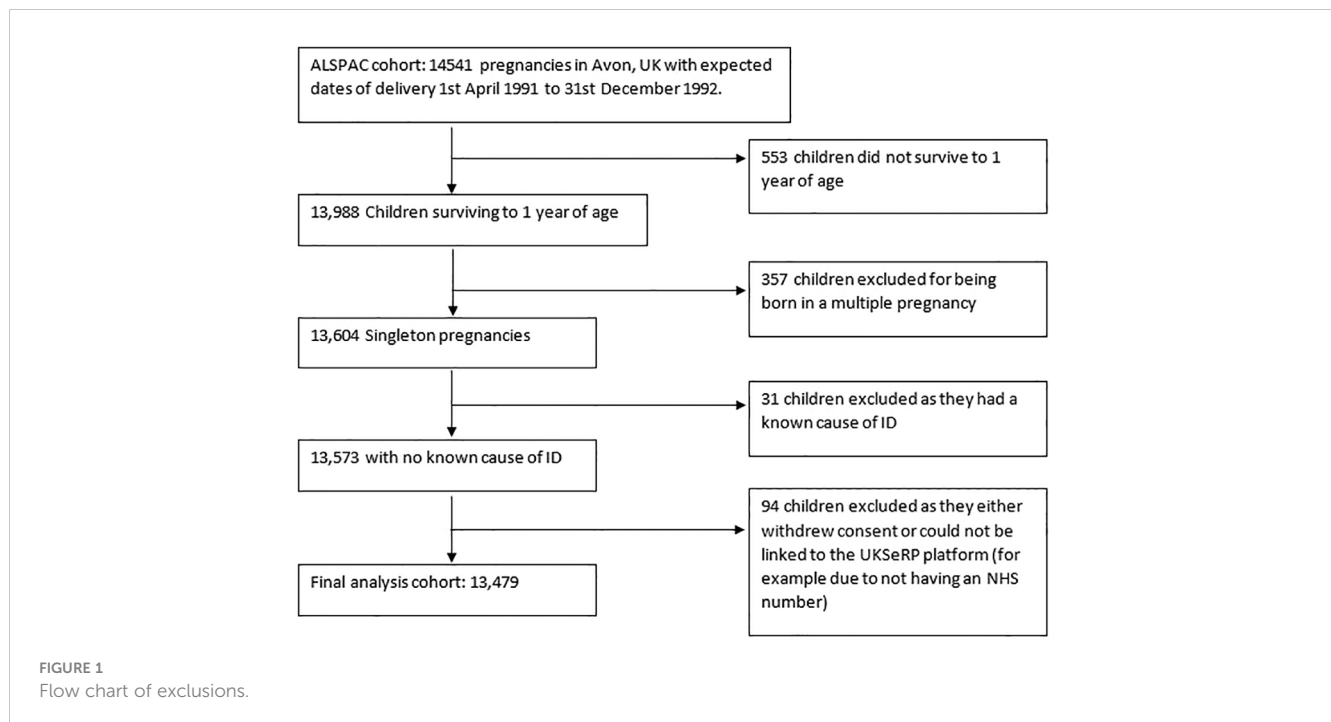 ALSPAC cohort: 14541 pregnancies in Avon, UK with expected
dates of delivery 1st April 1991 to 31st December 1992.
553 children did not survive to 1
year of age
13,988 Children surviving to 1 year of age
357 children excluded for being
born in a multiple pregnancy
13,604 Singleton pregnancies
31 children excluded as they had a
known cause of ID
13,573 with no known cause of ID
94 children excluded as they either
withdrew consent or could not be
linked to the UKSeRP platform (for
example due to not having an NHS
number)
Final analysis cohort: 13,479
FIGURE 1
Flow chart of exclusions.